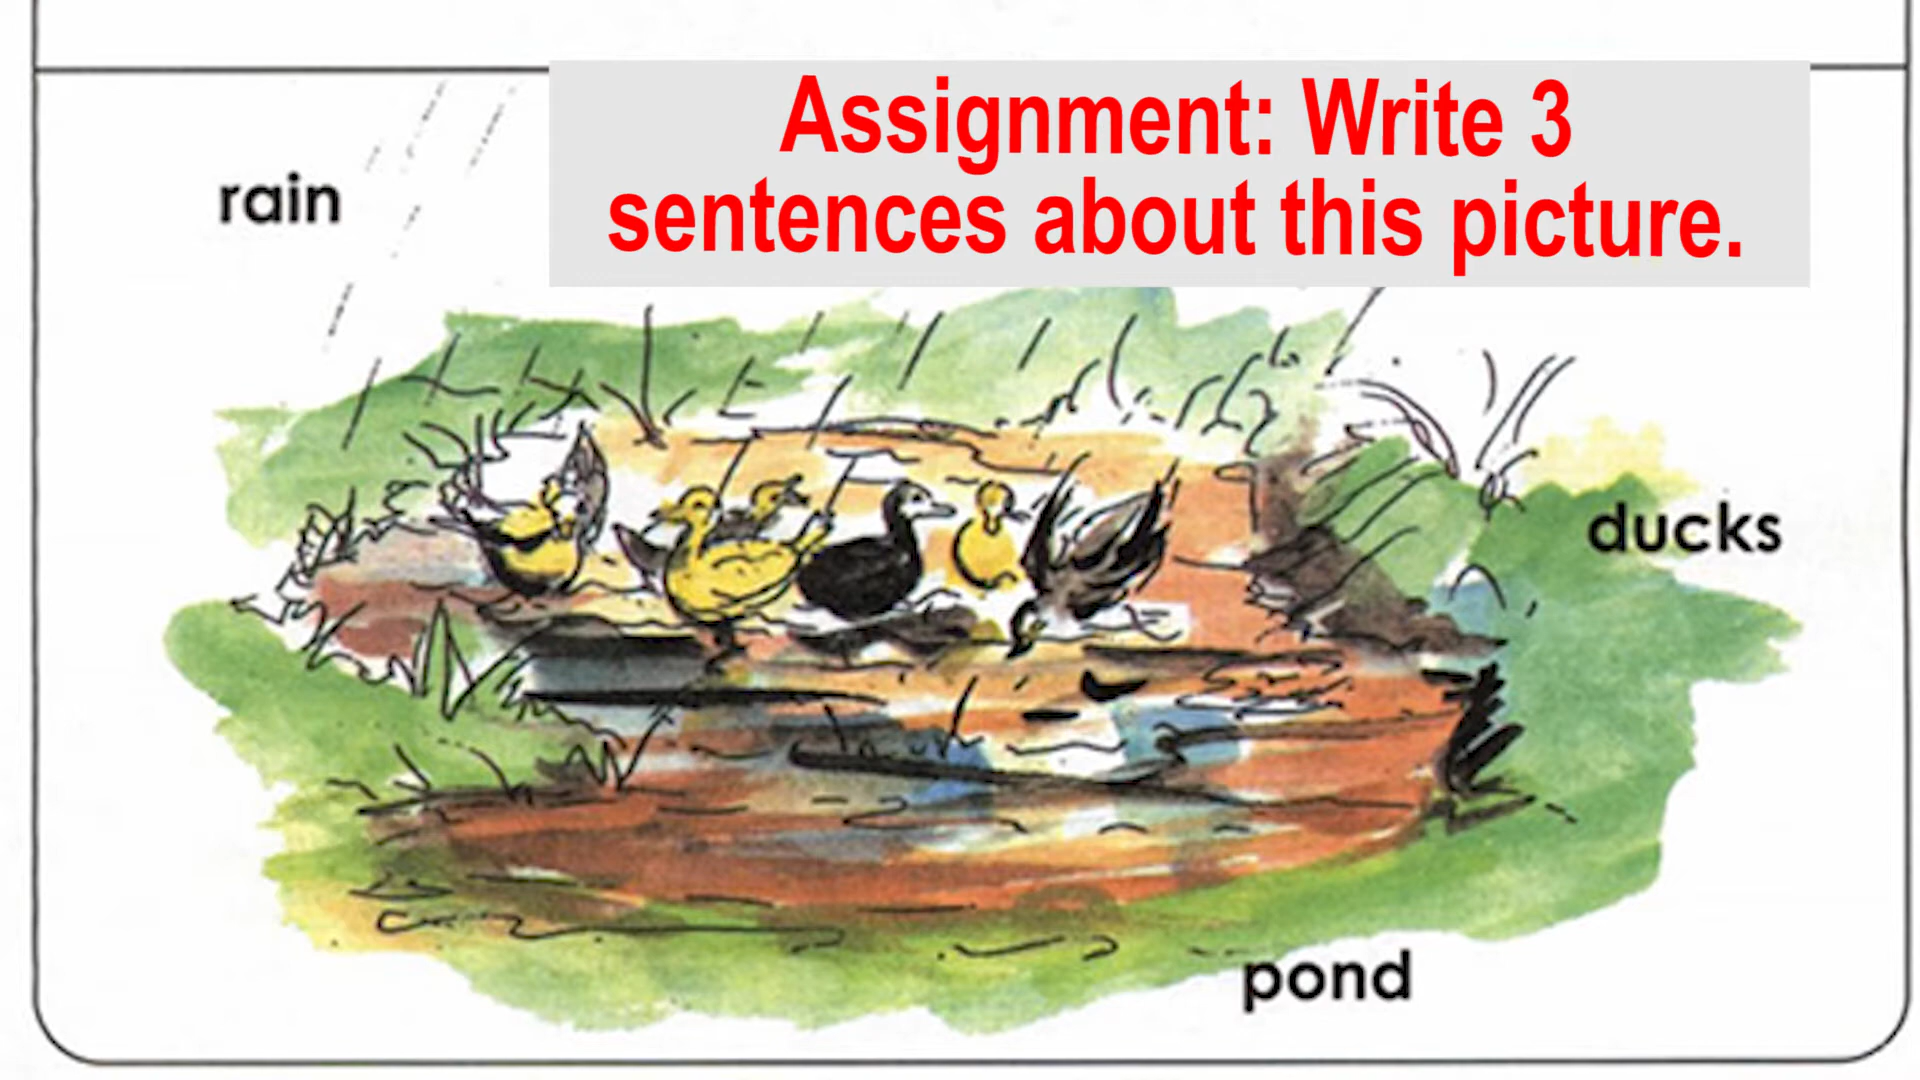 Assignment: Write 3
sentences about this picture.
rain
ducks
pond